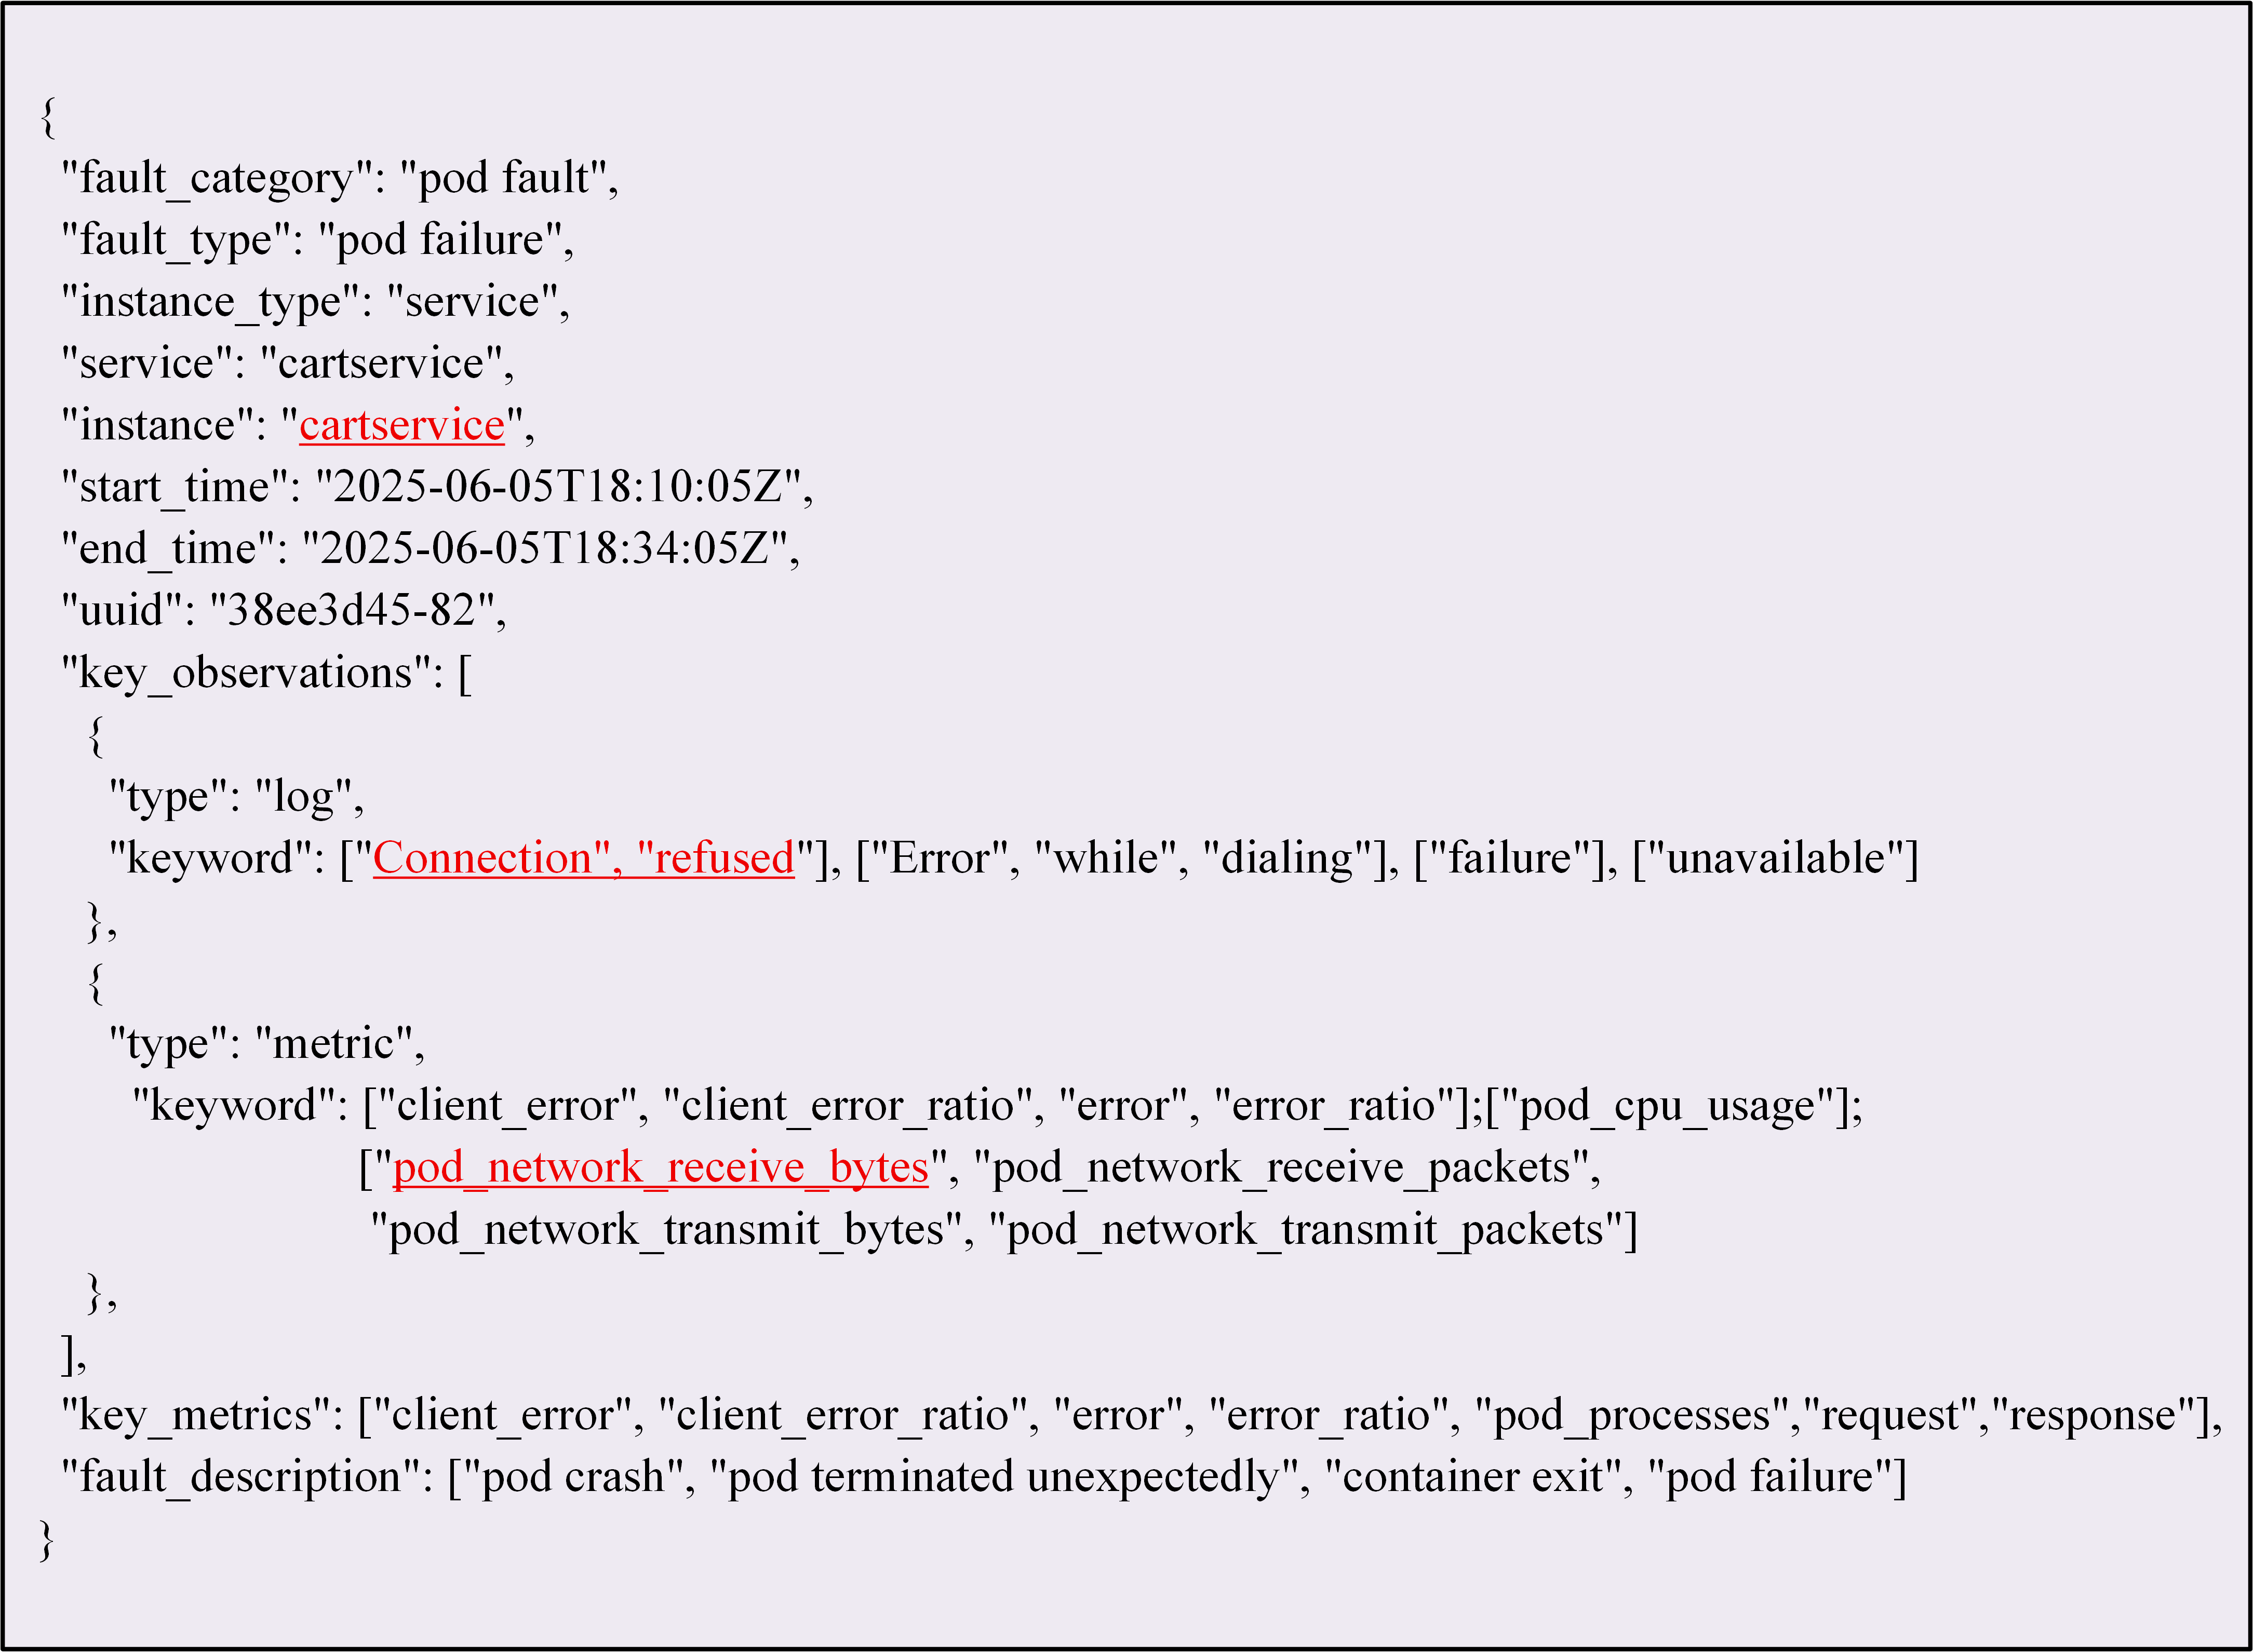 {
"fault_category": "pod fault",
"fault_type": "pod failure",
"instance_type": "service",
"service": "cartservice",
"instance": "cartservice",
"start_time": "2025-06-05T18:10:05Z",
"end_time": "2025-06-05T18:34:05Z",
"uuid": "38ee3d45-82",
"key_observations": [
{
"type": "log",
"keyword": ["Connection", "refused"], ["Error", "while", "dialing"], ["failure"], ["unavailable"]
},
{
"type": "metric",
"keyword": ["client_error", "client_error_ratio", "error", "error_ratio"];["pod_cpu_usage"];
["pod_network_receive_bytes", "pod_network_receive_packets",
"pod_network_transmit_bytes", "pod_network_transmit_packets"]
},
],
"key_metrics": ["client_error", "client_error_ratio", "error", "error_ratio", "pod_processes","request","response"],
"fault_description": ["pod crash", "pod terminated unexpectedly", "container exit", "pod failure"]
}